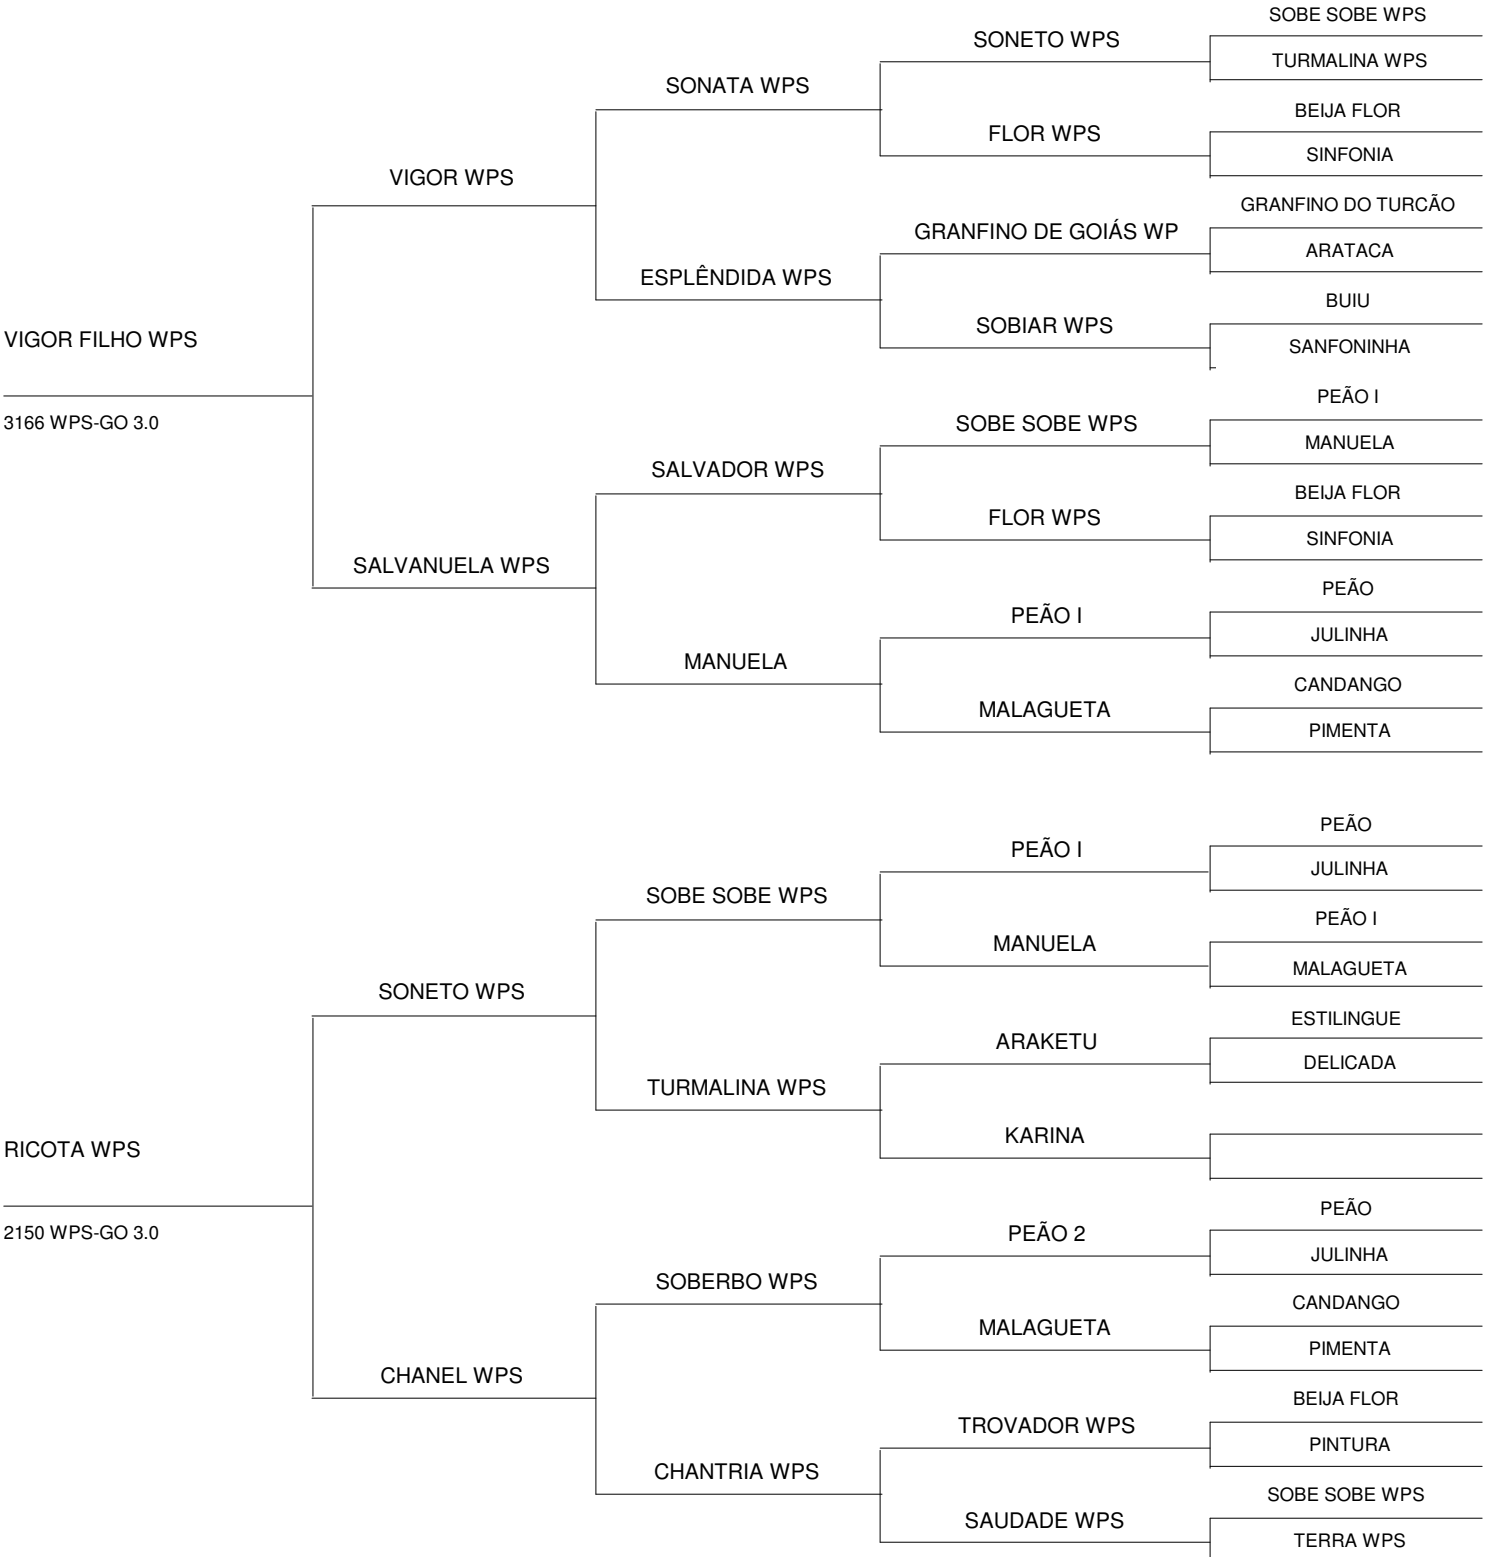 SOBE SOBE WPS
SONETO WPS
TURMALINA WPS
SONATA WPS
BEIJA FLOR
FLOR WPS
SINFONIA
VIGOR WPS
GRANFINO DO TURCÃO
GRANFINO DE GOIÁS WP
ARATACA
ESPLÊNDIDA WPS
BUIU
SOBIAR WPS
SANFONINHA
VIGOR FILHO WPS
3166 WPS-GO 3.0
PEÃO I
SOBE SOBE WPS
MANUELA
SALVADOR WPS
BEIJA FLOR
FLOR WPS
SINFONIA
SALVANUELA WPS
PEÃO
PEÃO I
JULINHA
MANUELA
CANDANGO
MALAGUETA
PIMENTA
PEÃO
PEÃO I
JULINHA
SOBE SOBE WPS
PEÃO I
MANUELA
MALAGUETA
SONETO WPS
ESTILINGUE
ARAKETU
DELICADA
TURMALINA WPS
KARINA
RICOTA WPS
2150 WPS-GO 3.0
PEÃO
PEÃO 2
JULINHA
SOBERBO WPS
CANDANGO
MALAGUETA
PIMENTA
CHANEL WPS
BEIJA FLOR
TROVADOR WPS
PINTURA
CHANTRIA WPS
SOBE SOBE WPS
SAUDADE WPS
TERRA WPS